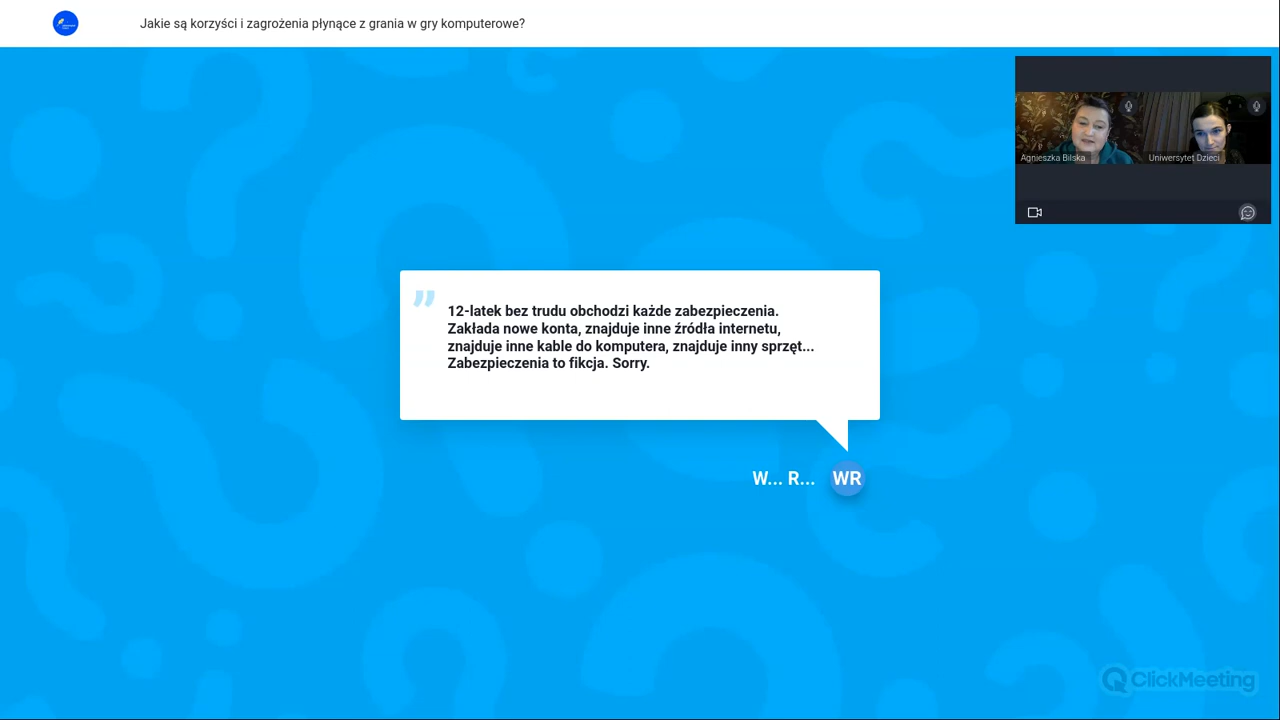 Jakie są korzyści i zagrożenia płynące z grania w gry komputerowe?
Agnieszka Bilska
Uniwersytet Dzieci
12-latek bez trudu obchodzi każde zabezpieczenia.
Zakłada nowe konta, znajduje inne źródła internetu,
znajduje inne kable do komputera, znajduje inny sprzęt...
Zabezpieczenia to fikcja. Sorry.
W... R... WR
ClickMeeting